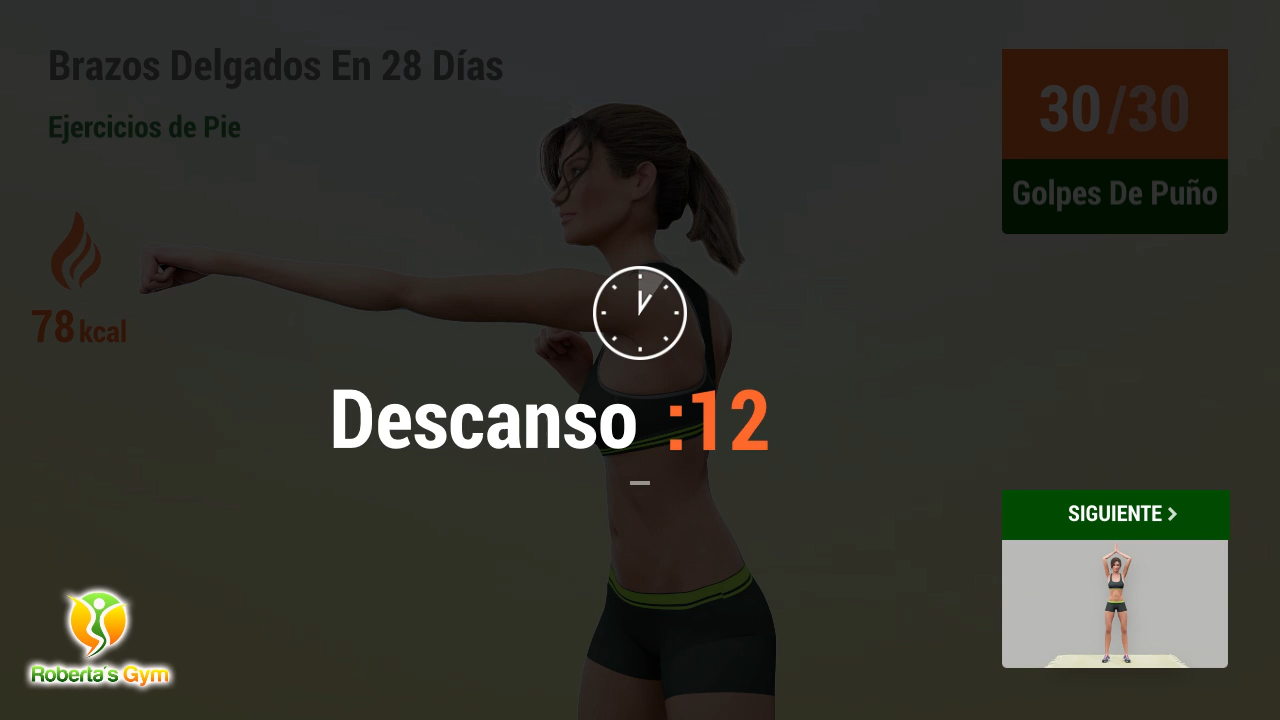 Brazos Delgados En 28 Días
Ejercicios de Pie
30/30
Golpes De Puño
78 kcal
Descanso :12
SIGUIENTE >
Roberta's Gym